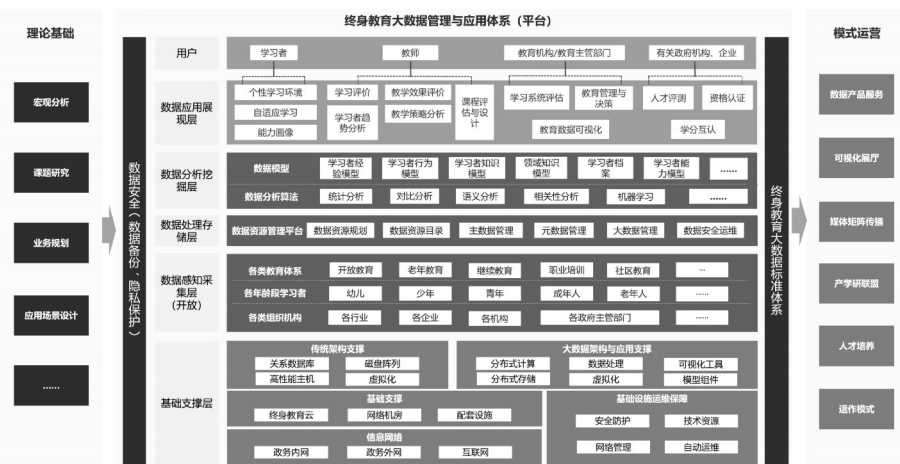 终身教育大数据管理与应用体系（平台）
理论基础
宏观分析
课题研究
业务规划
应用场景设计
......
数据安全（数据备份、隐私保护）
用户
学习者
教师
教育机构/教育主管部门
有关政府机构、企业
数据应用展
现层
个性学习环境
自适应学习
能力画像
学习评价
学习者趋
势分析
教学效果评价
教学策略分析
课程评
估与设
计
学习系统评估
教育管理与
决策
教育数据可视化
人才评测
资格认证
学分互认
数据分析挖
掘层
数据模型
学习者经
验模型
学习者行为
模型
学习者知识
模型
领域知识
模型
学习者档
案
学习者能
力模型
......
数据分析算法
统计分析
对比分析
语义分析
相关性分析
机器学习
......
数据处理存
储层
数据资源管理平台
数据资源规划
数据资源目录
主数据管理
元数据管理
大数据管理
数据安全运维
数据感知采
集层
（开放）
各类教育体系
开放教育
老年教育
继续教育
职业培训
社区教育
...
各年龄段学习者
幼儿
少年
青年
成年人
老年人
......
各类组织机构
各行业
各企业
各机构
各政府主管部门
......
基础支撑层
传统架构支撑
关系数据库
磁盘阵列
高性能主机
虚拟化
大数据架构与应用支撑
分布式计算
数据处理
可视化工具
分布式存储
虚拟化
模型组件
基础支撑
终身教育云
网络机房
配套设施
信息网络
政务内网
政务外网
互联网
基础设施运维保障
安全防护
技术资源
网络管理
自动运维
终身教育大数据标准体系
模式运营
数据产品服务
可视化展厅
媒体矩阵传播
产学研联盟
人才培养
运作模式